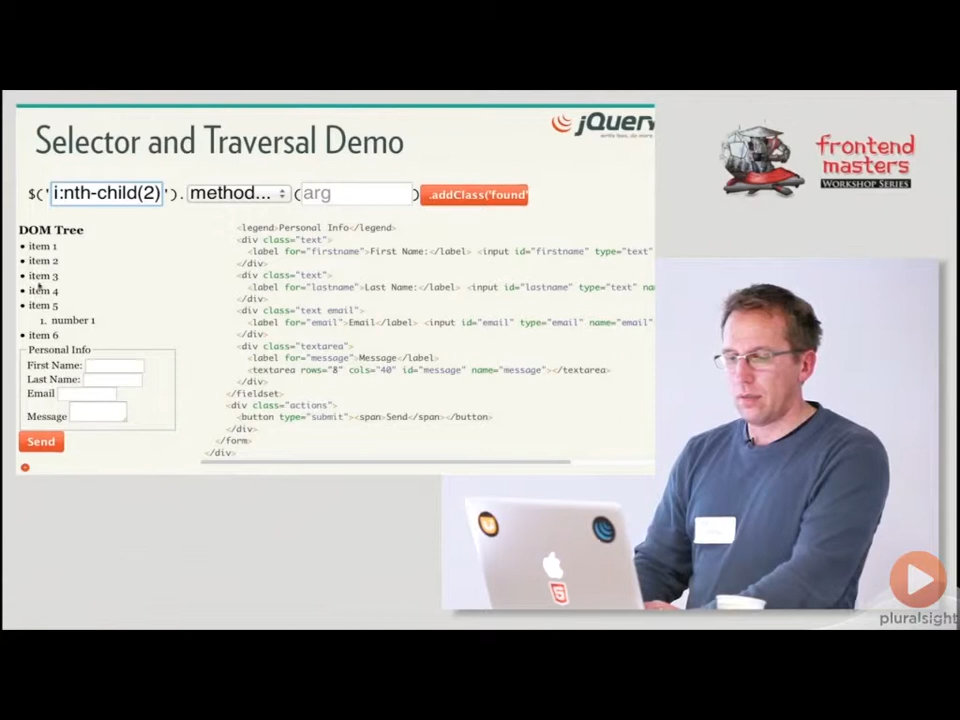 Selector and Traversal Demo
jQuery
write less, do more.
$(' i:nth-child(2) '). method... ( arg ) .addClass('found'
DOM Tree
• item 1
• item 2
• item 3
• item 4
• item 5
1. number 1
• item 6
Personal Info
First Name:
Last Name:
Email
Message
Send
<legend>Personal Info</legend>
<div class="text">
<label for="firstname">First Name:</label> <input id="firstname" type="text"
</div>
<div class="text">
<label for="lastname">Last Name:</label> <input id="lastname" type="text" na
</div>
<div class="text email">
<label for="email">Email</label> <input id="email" type="email" name="email"
</div>
<div class="textarea">
<label for="message">Message</label>
<textarea rows="8" cols="40" id="message" name="message"></textarea>
</div>
</fieldset>
<div class="actions">
<button type="submit"><span>Send</span></button>
</div>
</form>
</div>
frontend
masters
WORKSHOP SERIES
5
pluralsight